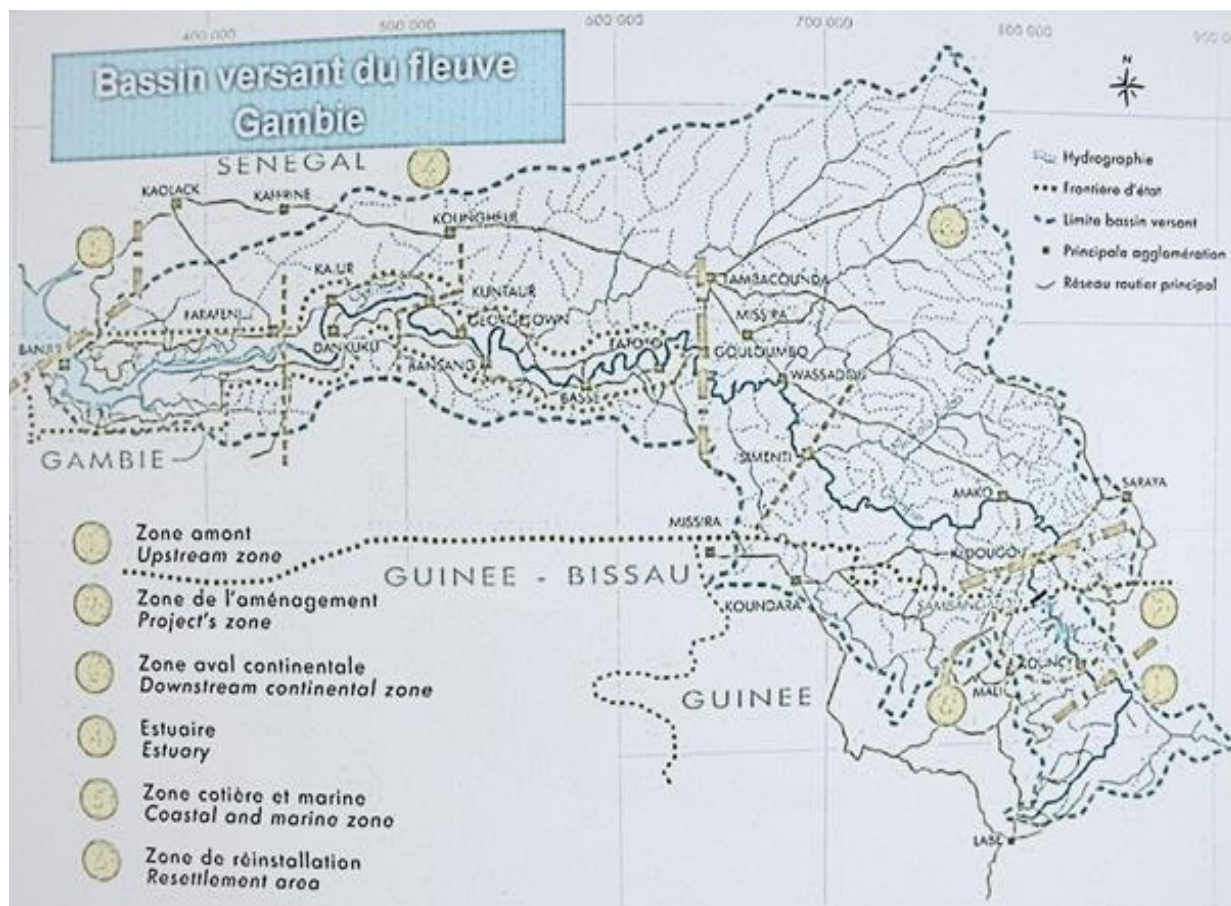 400 000
500 000
600 000
700 000
800 000
Bassin versant du fleuve
Gambie
N
SENEGAL
Hydrographie
Frontière d'état
Limite bassin versant
Principale agglomération
Réseau routier principal
KAOLACK
KAFFRINE
KOUNGHEUL
KAUR
KUNTAUR
TAMBACOUNDA
FARAFENI
GEORGETOWN
MISSIRA
BANJUL
DANKUKU
BANSANG
FATOTO
GOULOUMBO
BASSE
WASSADOU
GAMBIE
SIMENTI
MAKO
SARAYA
MISSIRA
KEDOUGOU
GUINEE - BISSAU
KOUNDARA
SAMBANGALOU
GUINEE
MALI
LABE
Zone amont
Upstream zone
Zone de l'aménagement
Project's zone
Zone aval continentale
Downstream continental zone
Estuaire
Estuary
5
Zone cotière et marine
Coastal and marine zone
Zone de réinstallation
Resettlement area